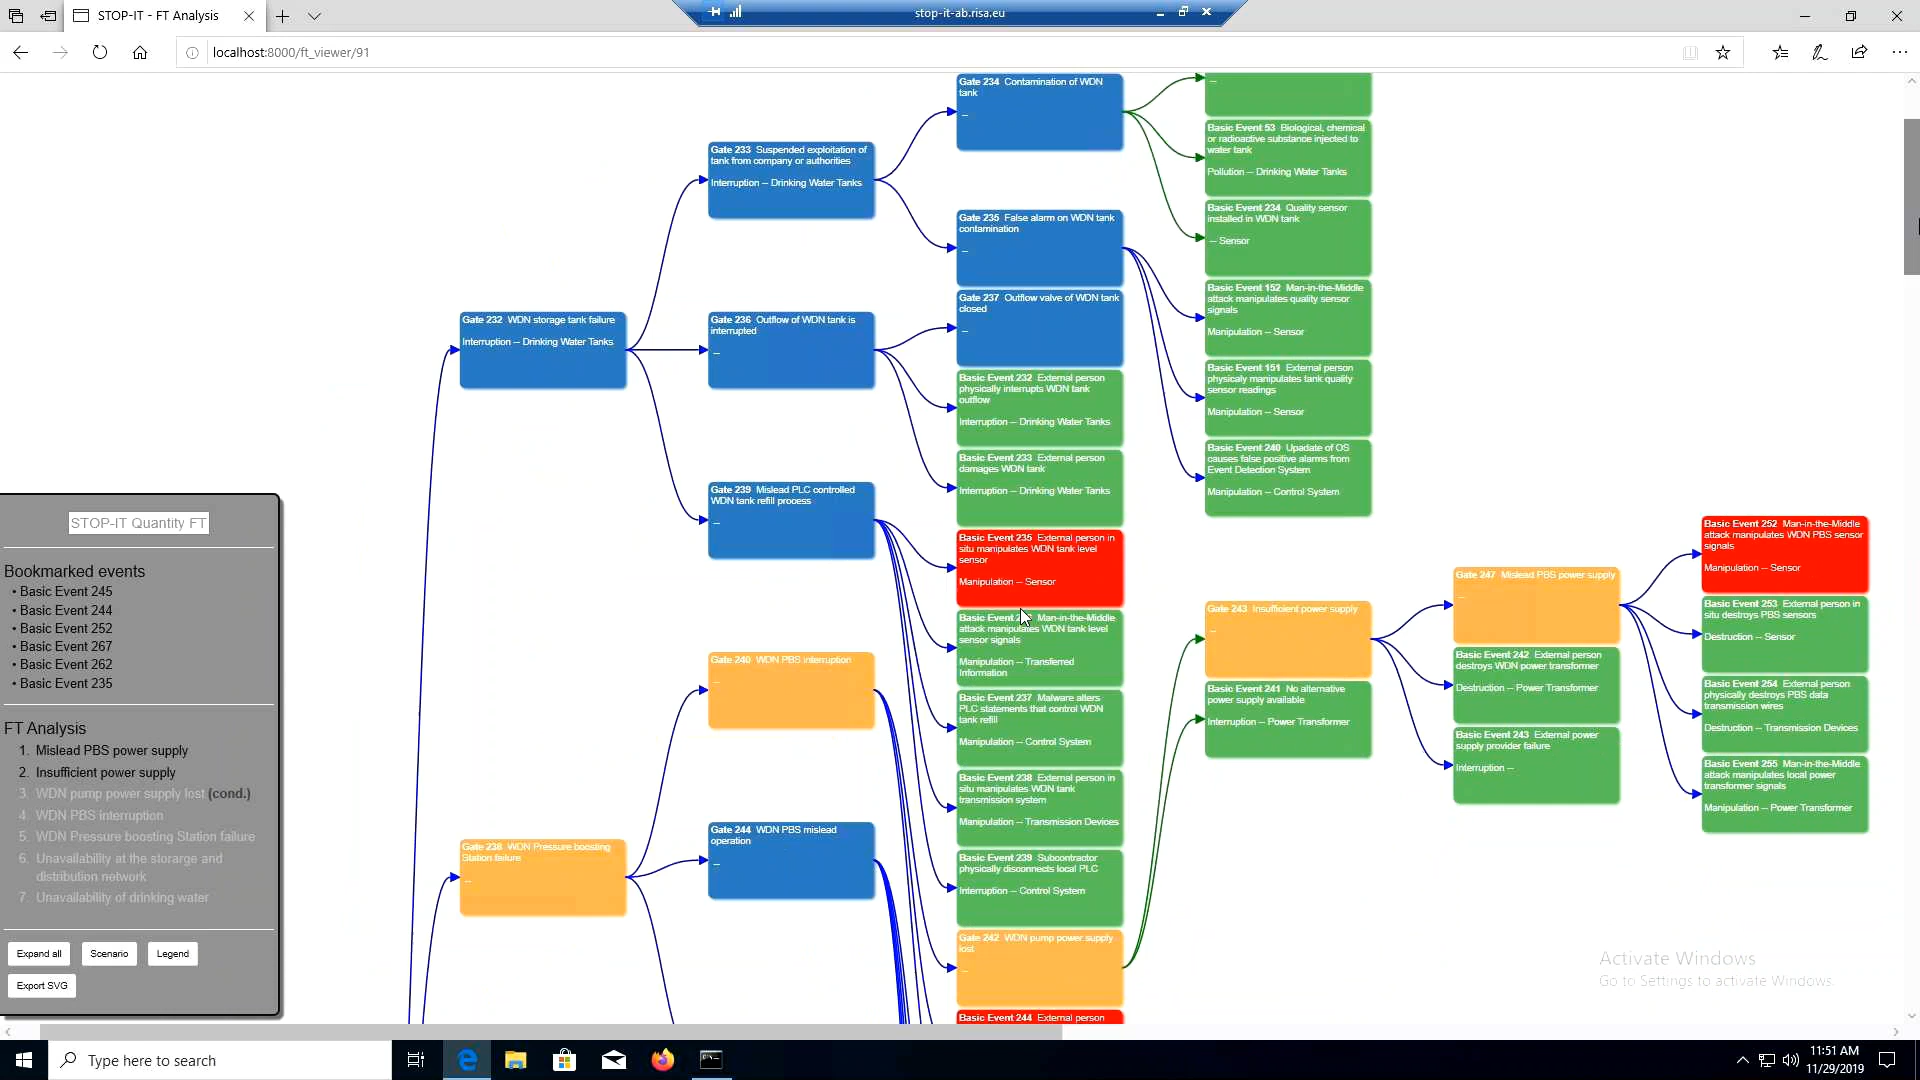 STOP-IT - FT Analysis
stop-it-ab.risa.eu
localhost:8000/ft_viewer/91
Gate 234 Contamination of WDN
tank
--
--
Basic Event 53 Biological, chemical
or radioactive substance injected to
water tank
Pollution -- Drinking Water Tanks
Gate 233 Suspended exploitation of
tank from company or authorities
Interruption -- Drinking Water Tanks
Basic Event 234 Quality sensor
installed in WDN tank
-- Sensor
Gate 235 False alarm on WDN tank
contamination
--
Basic Event 152 Man-in-the-Middle
attack manipulates quality sensor
signals
Manipulation -- Sensor
Gate 237 Outflow valve of WDN tank
closed
--
Gate 232 WDN storage tank failure
Interruption -- Drinking Water Tanks
Gate 236 Outflow of WDN tank is
interrupted
--
Basic Event 151 External person
physicaly manipulates tank quality
sensor readings
Manipulation -- Sensor
Basic Event 232 External person
physically interrupts WDN tank
outflow
Interruption -- Drinking Water Tanks
Basic Event 240 Upadate of OS
causes false positive alarms from
Event Detection System
Manipulation -- Control System
Basic Event 233 External person
damages WDN tank
Interruption -- Drinking Water Tanks
Gate 239 Mislead PLC controlled
WDN tank refill process
--
Basic Event 235 External person in
situ manipulates WDN tank level
sensor
Manipulation -- Sensor
Basic Event 252 Man-in-the-Middle
attack manipulates WDN PBS sensor
signals
Manipulation -- Sensor
Gate 247 Mislead PBS power supply
--
Basic Event 253 External person in
situ destroys PBS sensors
Destruction -- Sensor
Gate 243 Insufficient power supply
--
Basic Event Man-in-the-Middle
attack manipulates WDN tank level
sensor signals
Manipulation -- Transferred
Information
Basic Event 242 External person
destroys WDN power transformer
Destruction -- Power Transformer
Gate 240 WDN PBS interruption
--
Basic Event 241 No alternative
power supply available
Interruption -- Power Transformer
Basic Event 254 External person
physically destroys PBS data
transmission wires
Destruction -- Transmission Devices
Basic Event 237 Malware alters
PLC statements that control WDN
tank refill
Manipulation -- Control System
Basic Event 243 External power
supply provider failure
Interruption --
Basic Event 255 Man-in-the-Middle
attack manipulates local power
transformer signals
Manipulation -- Power Transformer
Basic Event 238 External person in
situ manipulates WDN tank
transmission system
Manipulation -- Transmission Devices
Gate 244 WDN PBS mislead
operation
--
Gate 238 WDN Pressure boosting
Station failure
--
Basic Event 239 Subcontractor
physically disconnects local PLC
Interruption -- Control System
Gate 242 WDN pump power supply
lost
--
Basic Event 244 External person
STOP-IT Quantity FT
Bookmarked events
• Basic Event 245
• Basic Event 244
• Basic Event 252
• Basic Event 267
• Basic Event 262
• Basic Event 235
FT Analysis
1. Mislead PBS power supply
2. Insufficient power supply
3. WDN pump power supply lost (cond.)
4. WDN PBS interruption
5. WDN Pressure boosting Station failure
6. Unavailability at the storarge and
distribution network
7. Unavailability of drinking water
Expand all
Scenario
Legend
Export SVG
Activate Windows
Go to Settings to activate Windows.
Type here to search
11:51 AM
11/29/2019